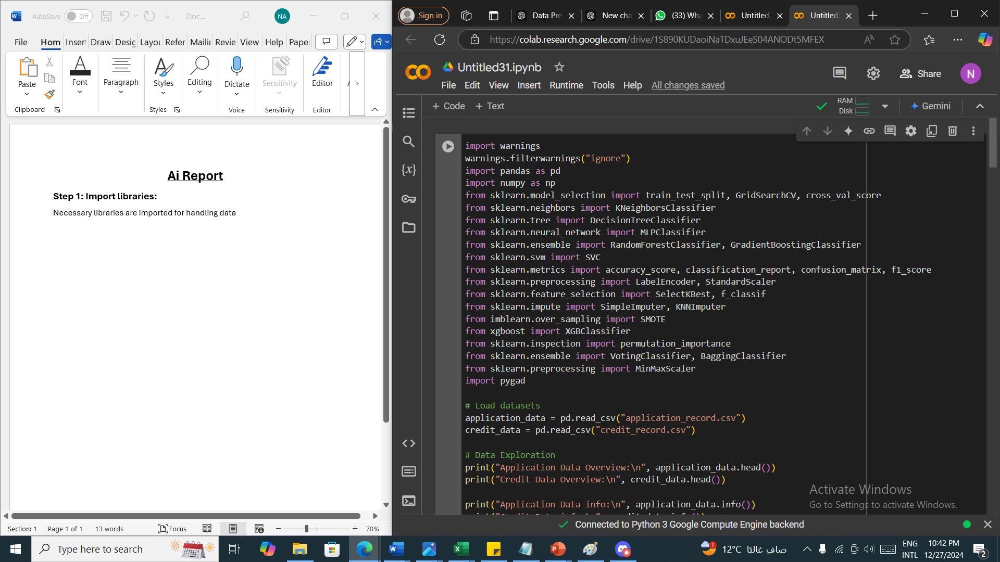 AutoSave Off Doc... NA
File Hom Insert Draw Desig Layou Refer Mailin Revie View Help Paper
Paste Font Paragraph Styles Editing Dictate Sensitivity Editor
Clipboard Styles Voice Sensitivity Editor
Ai Report
Step 1: Import libraries:
Necessary libraries are imported for handling data
Section: 1 Page 1 of 1 13 words Focus 70%
Sign in Data Pre New cha (33) Wha Untitled Untitled
https://colab.research.google.com/drive/1S890KUDaoiNaTDxuJEeS04ANODt5MFEX
Untitled31.ipynb
File Edit View Insert Runtime Tools Help All changes saved
Share N
+ Code + Text RAM Disk Gemini
import warnings
warnings.filterwarnings("ignore")
import pandas as pd
import numpy as np
from sklearn.model_selection import train_test_split, GridSearchCV, cross_val_score
from sklearn.neighbors import KNeighborsClassifier
from sklearn.tree import DecisionTreeClassifier
from sklearn.neural_network import MLPClassifier
from sklearn.ensemble import RandomForestClassifier, GradientBoostingClassifier
from sklearn.svm import SVC
from sklearn.metrics import accuracy_score, classification_report, confusion_matrix, f1_score
from sklearn.preprocessing import LabelEncoder, StandardScaler
from sklearn.feature_selection import SelectKBest, f_classif
from sklearn.impute import SimpleImputer, KNNImputer
from imblearn.over_sampling import SMOTE
from xgboost import XGBClassifier
from sklearn.inspection import permutation_importance
from sklearn.ensemble import VotingClassifier, BaggingClassifier
from sklearn.preprocessing import MinMaxScaler
import pygad
# Load datasets
application_data = pd.read_csv("application_record.csv")
credit_data = pd.read_csv("credit_record.csv")
# Data Exploration
print("Application Data Overview:\n", application_data.head())
print("Credit Data Overview:\n", credit_data.head())
print("Application Data info:\n", application_data.info())
Activate Windows
Go to Settings to activate Windows.
Connected to Python 3 Google Compute Engine backend
Type here to search
1 12°C صافٍ غالبًا
ENG 10:42 PM
INTL 12/27/2024 2